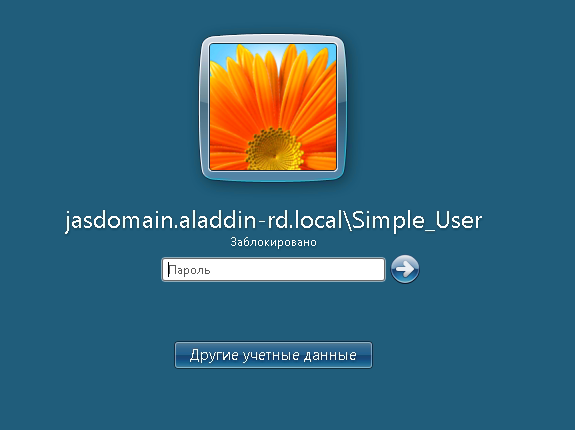 jasdomain.aladdin-rd.local\Simple_User
Заблокировано
Пароль
Другие учетные данные